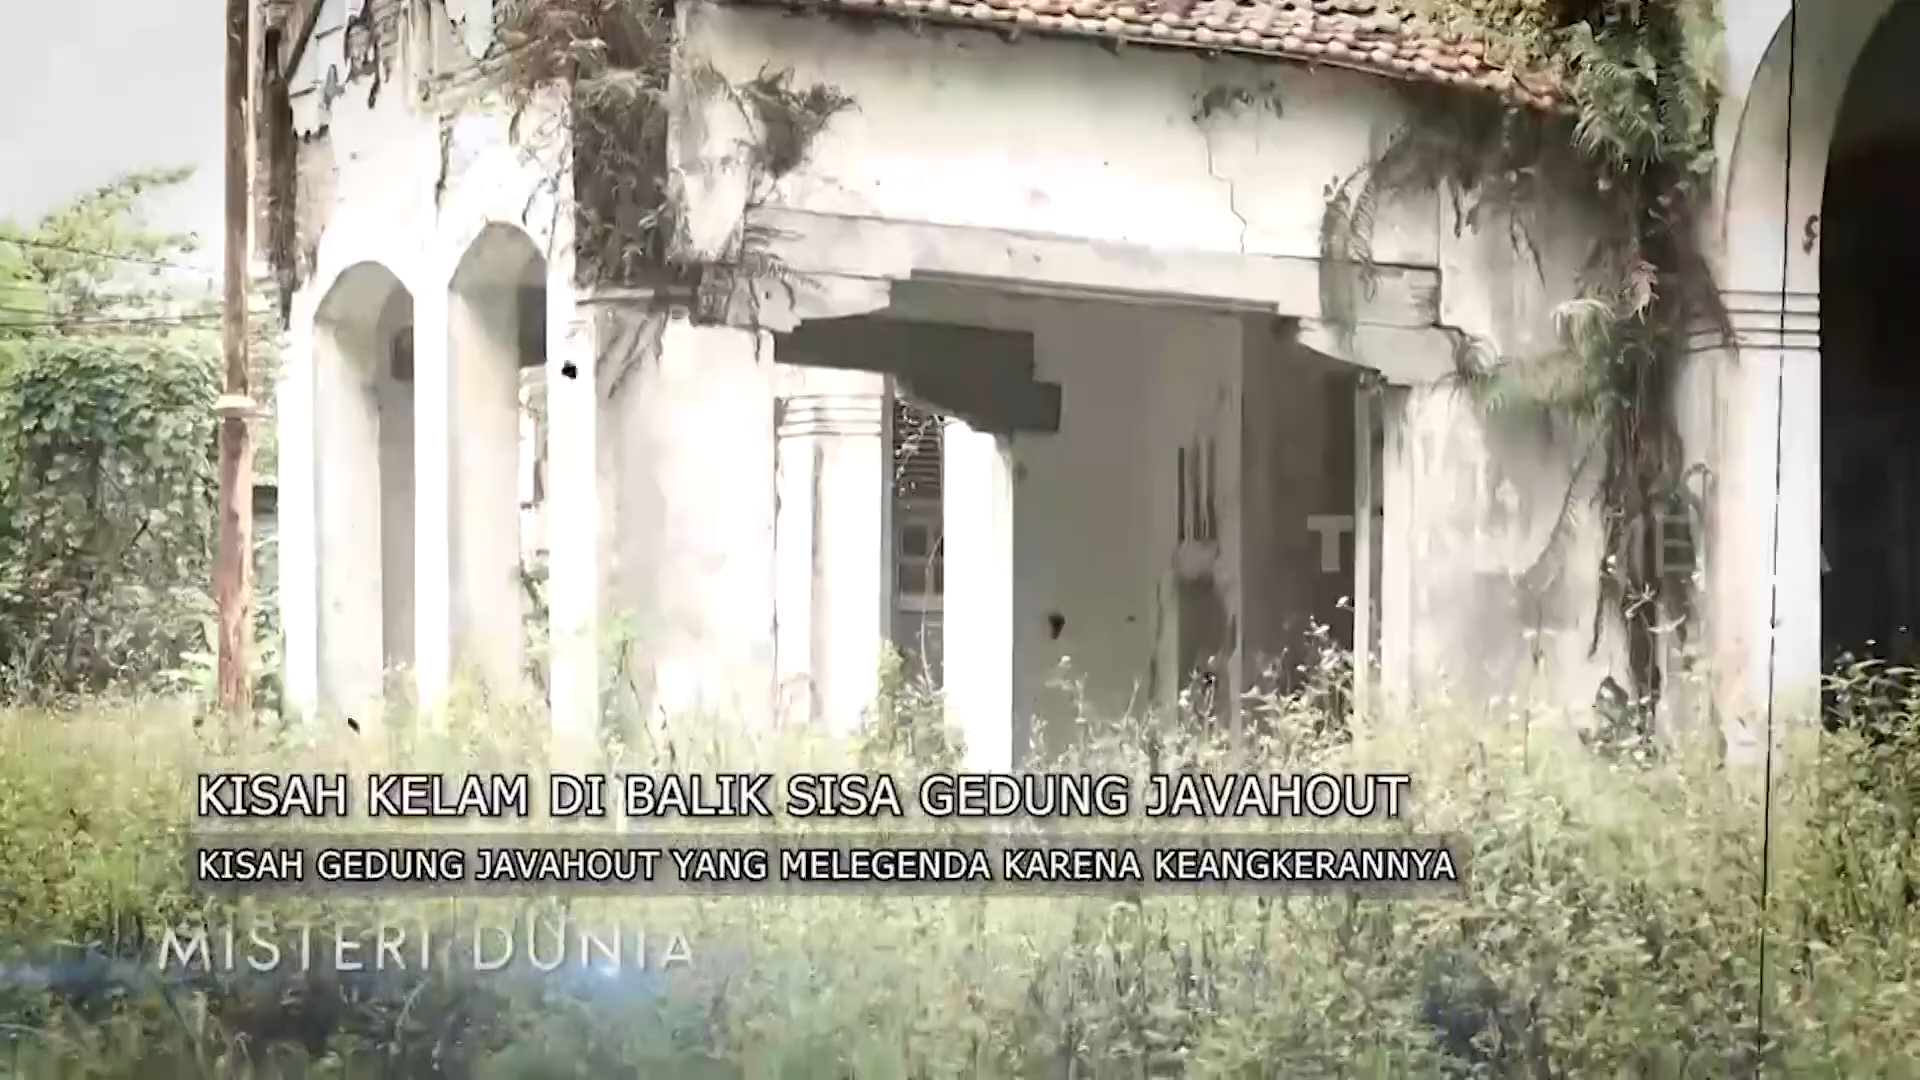 KISAH KELAM DI BALIK SISA GEDUNG JAVAHOUT
KISAH GEDUNG JAVAHOUT YANG MELEGENDA KARENA KEANGKERANNYA
MISTERI DUNIA